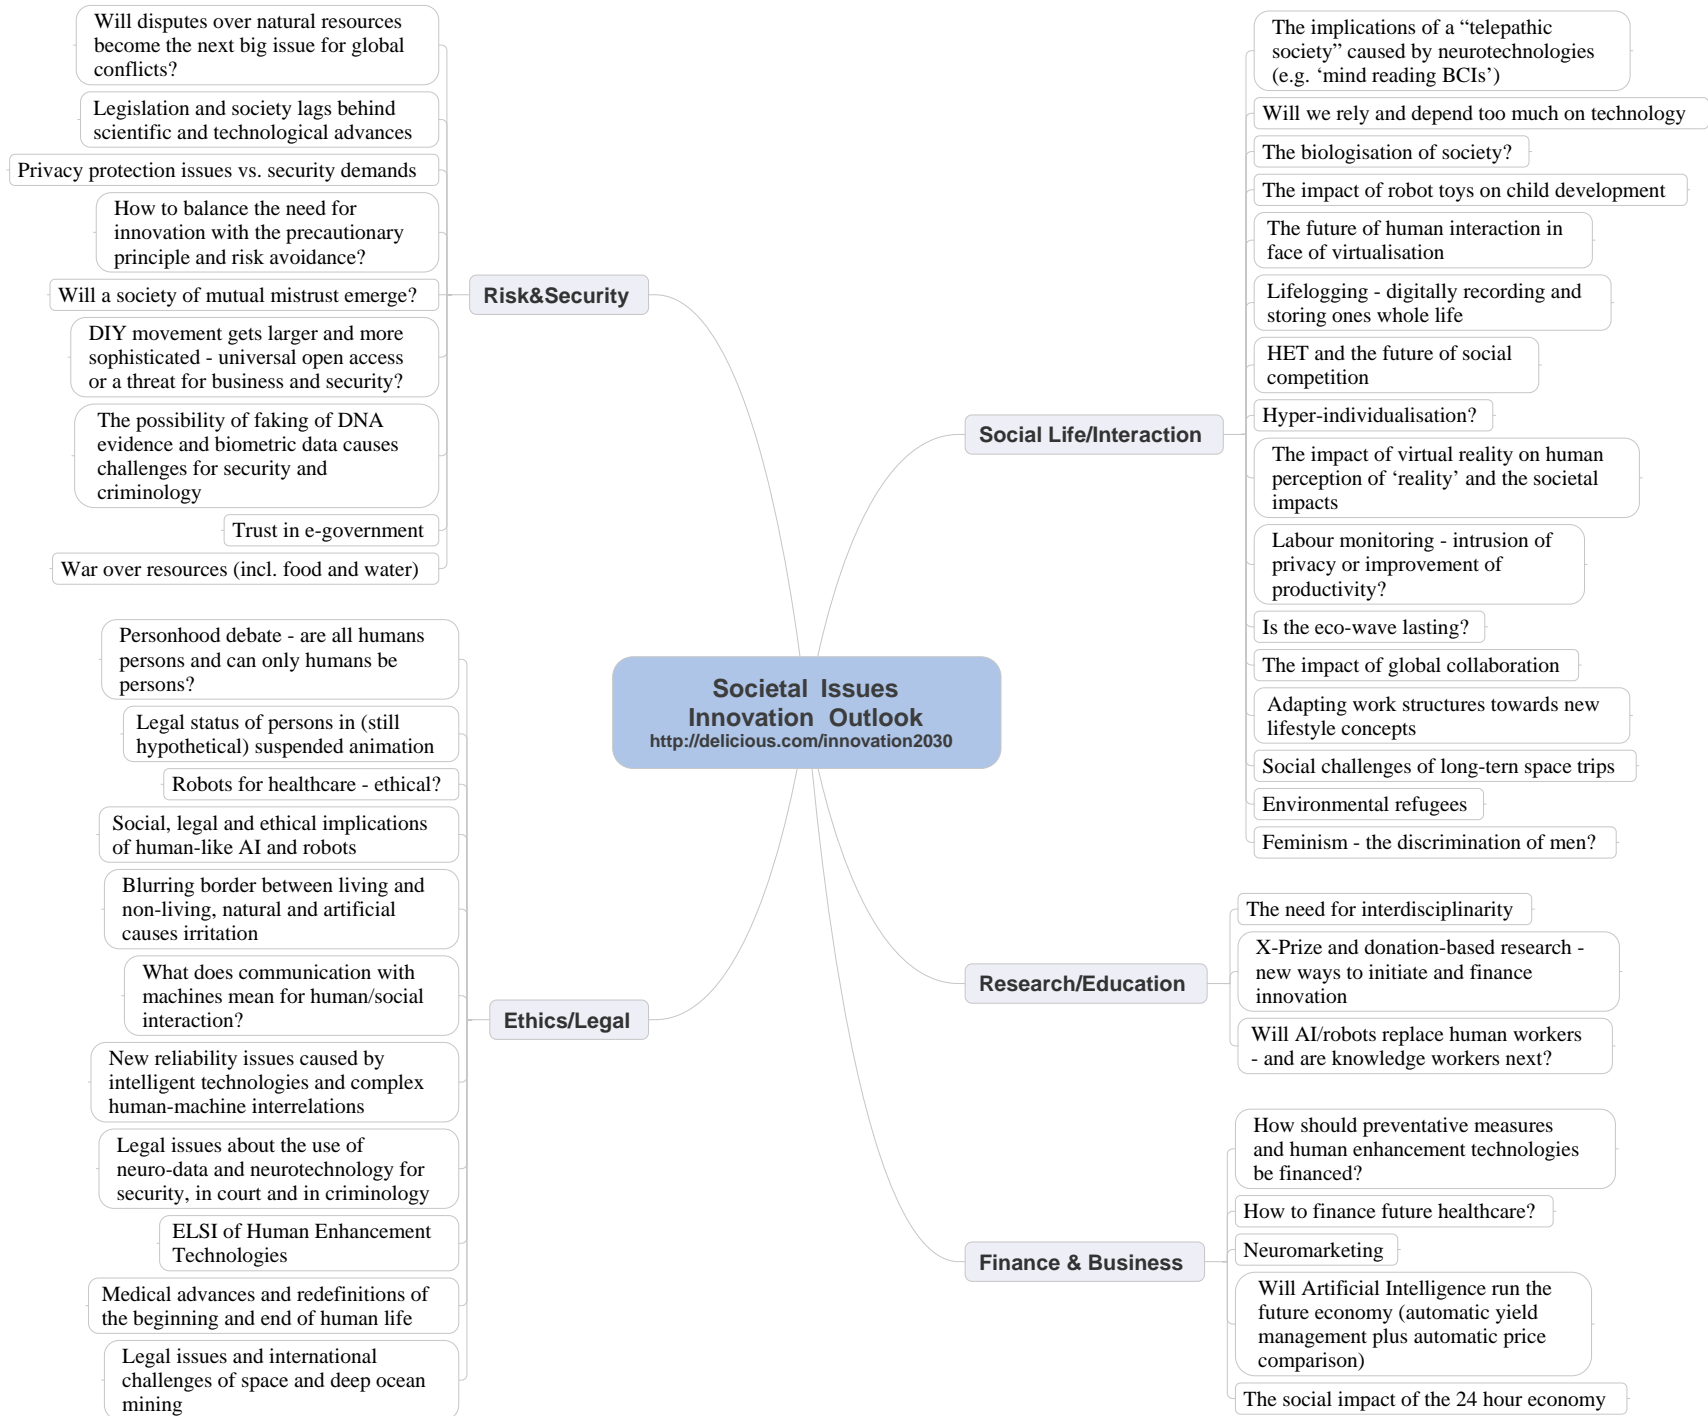 Will disputes over natural resources
become the next big issue for global
conflicts?
Legislation and society lags behind
scientific and technological advances
Privacy protection issues vs. security demands
How to balance the need for
innovation with the precautionary
principle and risk avoidance?
Will a society of mutual mistrust emerge?
DIY movement gets larger and more
sophisticated - universal open access
or a threat for business and security?
The possibility of faking of DNA
evidence and biometric data causes
challenges for security and
criminology
Trust in e-government
War over resources (incl. food and water)
Risk&Security
Personhood debate - are all humans
persons and can only humans be
persons?
Legal status of persons in (still
hypothetical) suspended animation
Robots for healthcare - ethical?
Social, legal and ethical implications
of human-like AI and robots
Blurring border between living and
non-living, natural and artificial
causes irritation
What does communication with
machines mean for human/social
interaction?
New reliability issues caused by
intelligent technologies and complex
human-machine interrelations
Legal issues about the use of
neuro-data and neurotechnology for
security, in court and in criminology
ELSI of Human Enhancement
Technologies
Medical advances and redefinitions of
the beginning and end of human life
Legal issues and international
challenges of space and deep ocean
mining
Ethics/Legal
Societal Issues
Innovation Outlook
http://delicious.com/innovation2030
Social Life/Interaction
The implications of a “telepathic
society” caused by neurotechnologies
(e.g. ‘mind reading BCIs’)
Will we rely and depend too much on technology
The biologisation of society?
The impact of robot toys on child development
The future of human interaction in
face of virtualisation
Lifelogging - digitally recording and
storing ones whole life
HET and the future of social
competition
Hyper-individualisation?
The impact of virtual reality on human
perception of ‘reality’ and the societal
impacts
Labour monitoring - intrusion of
privacy or improvement of
productivity?
Is the eco-wave lasting?
The impact of global collaboration
Adapting work structures towards new
lifestyle concepts
Social challenges of long-tern space trips
Environmental refugees
Feminism - the discrimination of men?
Research/Education
The need for interdisciplinarity
X-Prize and donation-based research -
new ways to initiate and finance
innovation
Will AI/robots replace human workers
- and are knowledge workers next?
Finance & Business
How should preventative measures
and human enhancement technologies
be financed?
How to finance future healthcare?
Neuromarketing
Will Artificial Intelligence run the
future economy (automatic yield
management plus automatic price
comparison)
The social impact of the 24 hour economy